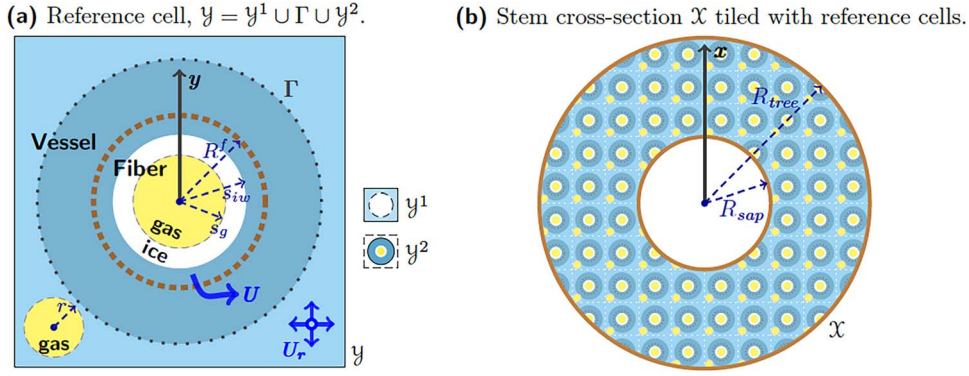 (a) Reference cell, 𝒴 = 𝒴¹ ∪ Γ ∪ 𝒴².
y
Γ
Vessel
Fiber
R^f
s_iw
s_g
gas
ice
U
r
gas
U_r
𝒴
𝒴¹
𝒴²
(b) Stem cross-section 𝒳 tiled with reference cells.
x
R_tree
R_sap
𝒳